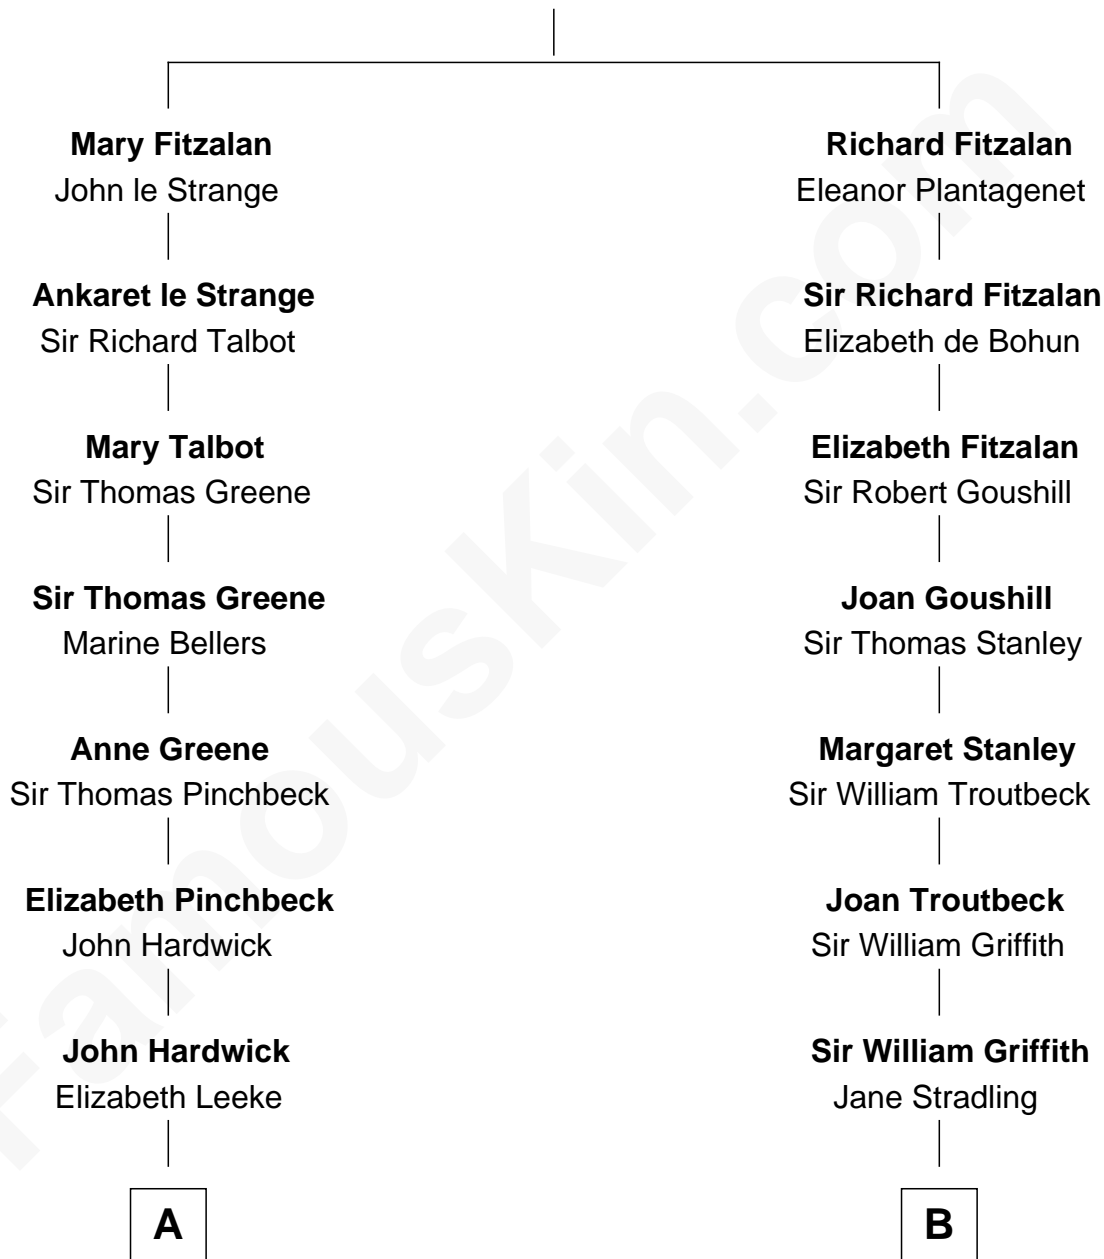 Mary Fitzalan
John le Strange
Ankaret le Strange
Sir Richard Talbot
Mary Talbot
Sir Thomas Greene
Sir Thomas Greene
Marine Bellers
Anne Greene
Sir Thomas Pinchbeck
Elizabeth Pinchbeck
John Hardwick
John Hardwick
Elizabeth Leeke
A
Richard Fitzalan
Eleanor Plantagenet
Sir Richard Fitzalan
Elizabeth de Bohun
Elizabeth Fitzalan
Sir Robert Goushill
Joan Goushill
Sir Thomas Stanley
Margaret Stanley
Sir William Troutbeck
Joan Troutbeck
Sir William Griffith
Sir William Griffith
Jane Stradling
B
FamousKin.com